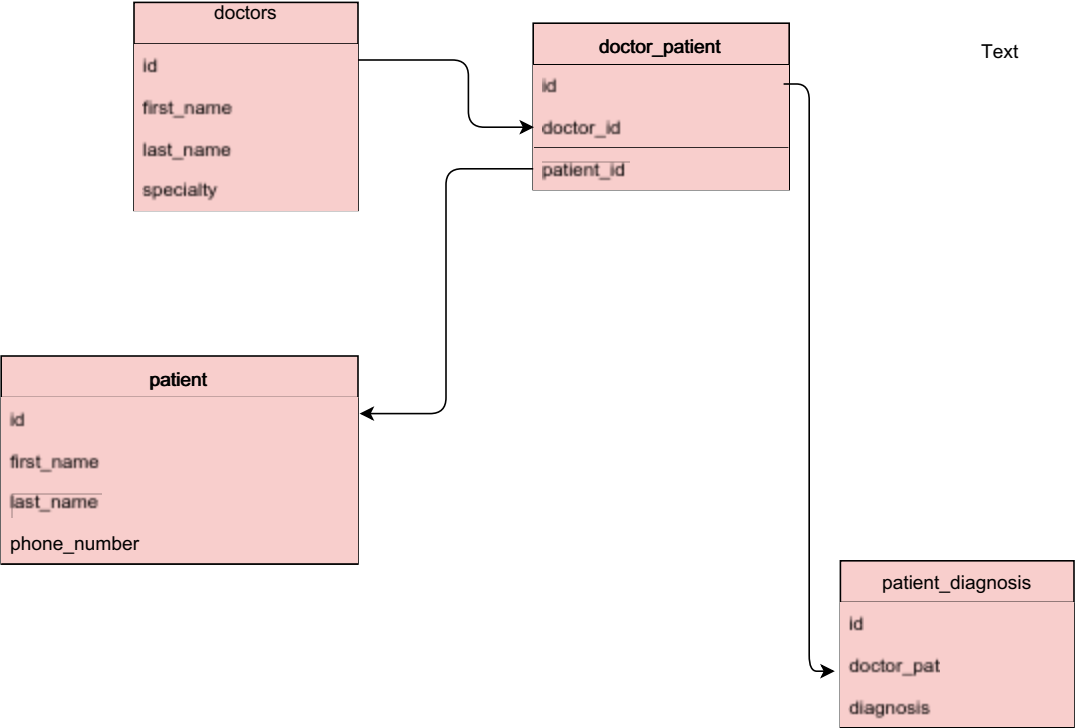 doctors
id
first_name
last_name
specialty
doctor_patient
id
doctor_id
patient_id
Text
patient
id
first_name
last_name
phone_number
patient_diagnosis
id
doctor_pat
diagnosis